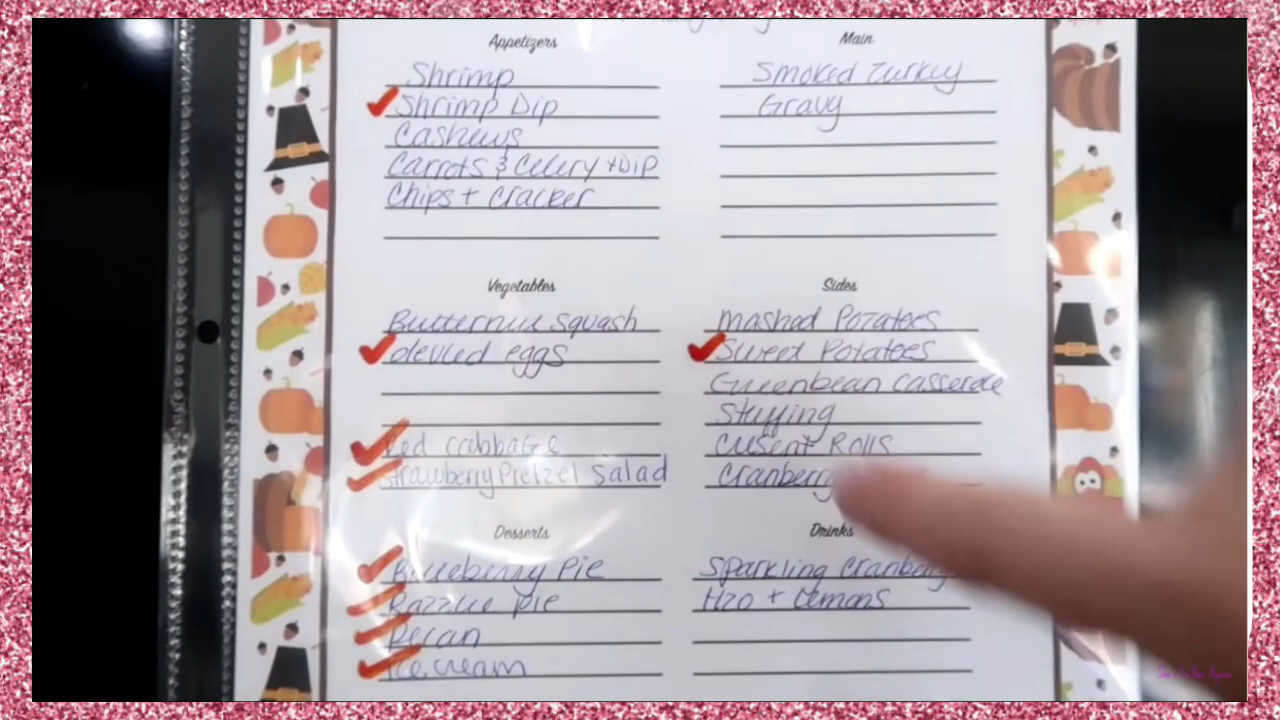 Appetizers
Shrimp
Shrimp Dip
Cashews
Carrots & Celery + Dip
Chips + Cracker
Main
Smoked Turkey
Gravy
Vegetables
Butternut Squash
devled eggs
Red cabbage
Strawberry Pretzel Salad
Sides
Mashed Potatoes
Sweet Potatoes
Greenbean Casserole
Stuffing
Cresent Rolls
Cranberry
Desserts
Blueberry Pie
Razzle pie
Pecan
Ice cream
Drinks
Sparkling Cranberry
H2O + Lemons